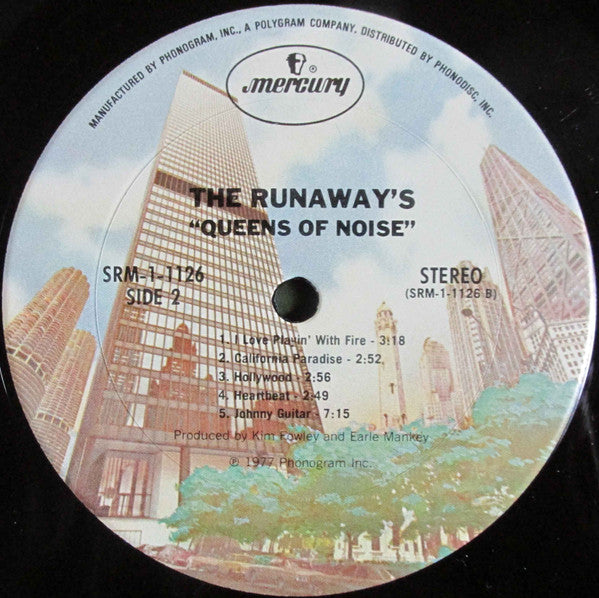 MANUFACTURED BY PHONOGRAM, INC., A POLYGRAM COMPANY. DISTRIBUTED BY PHONODISC, INC.
®
mercury
THE RUNAWAY'S
"QUEENS OF NOISE"
SRM-1-1126
SIDE 2
STEREO
(SRM-1-1126 B)
1. I Love Playin' With Fire - 3:18
2. California Paradise - 2:52
3. Hollywood - 2:56
4. Heartbeat - 2:49
5. Johnny Guitar - 7:15
Produced by Kim Fowley and Earle Mankey
℗ 1977 Phonogram Inc.